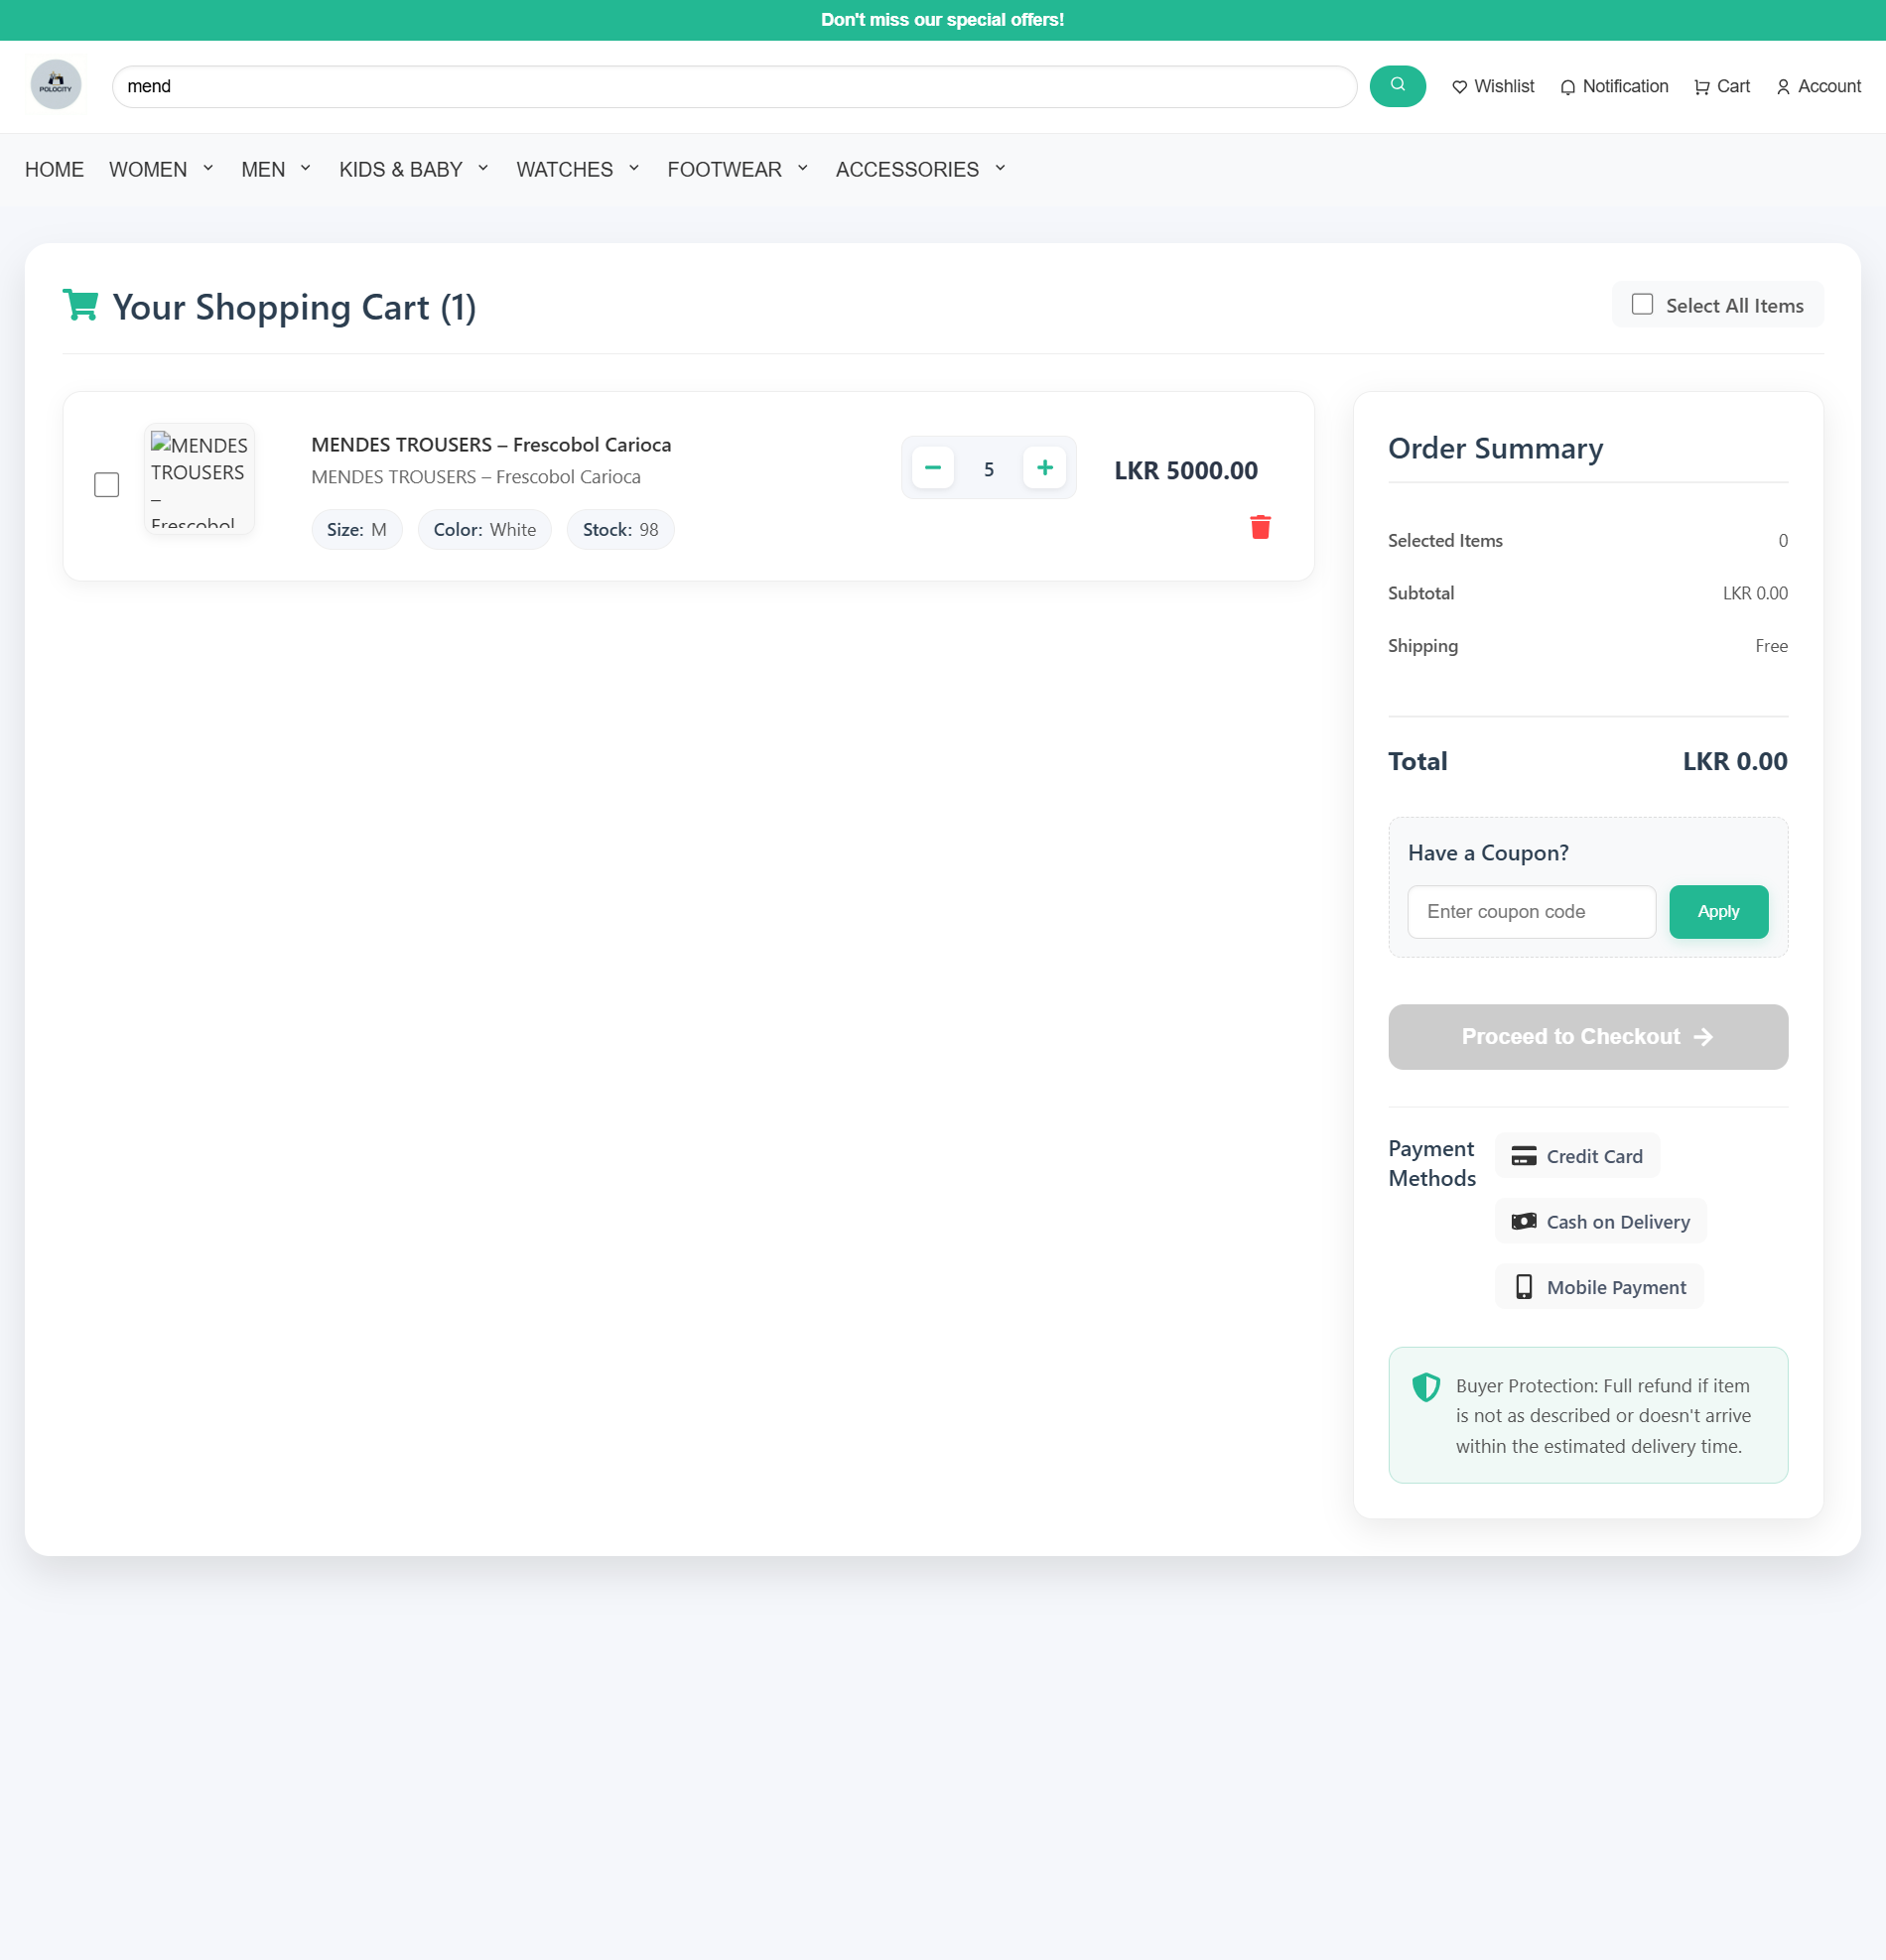 Don't miss our special offers!
POLOCITY
mend
Wishlist
Notification
Cart
Account
HOME
WOMEN
MEN
KIDS & BABY
WATCHES
FOOTWEAR
ACCESSORIES
Your Shopping Cart (1)
Select All Items
MENDES
TROUSERS
–
Frescobol
MENDES TROUSERS – Frescobol Carioca
MENDES TROUSERS – Frescobol Carioca
Size: M
Color: White
Stock: 98
5
LKR 5000.00
Order Summary
Selected Items 0
Subtotal LKR 0.00
Shipping Free
Total LKR 0.00
Have a Coupon?
Enter coupon code
Apply
Proceed to Checkout
Payment
Methods
Credit Card
Cash on Delivery
Mobile Payment
Buyer Protection: Full refund if item
is not as described or doesn't arrive
within the estimated delivery time.